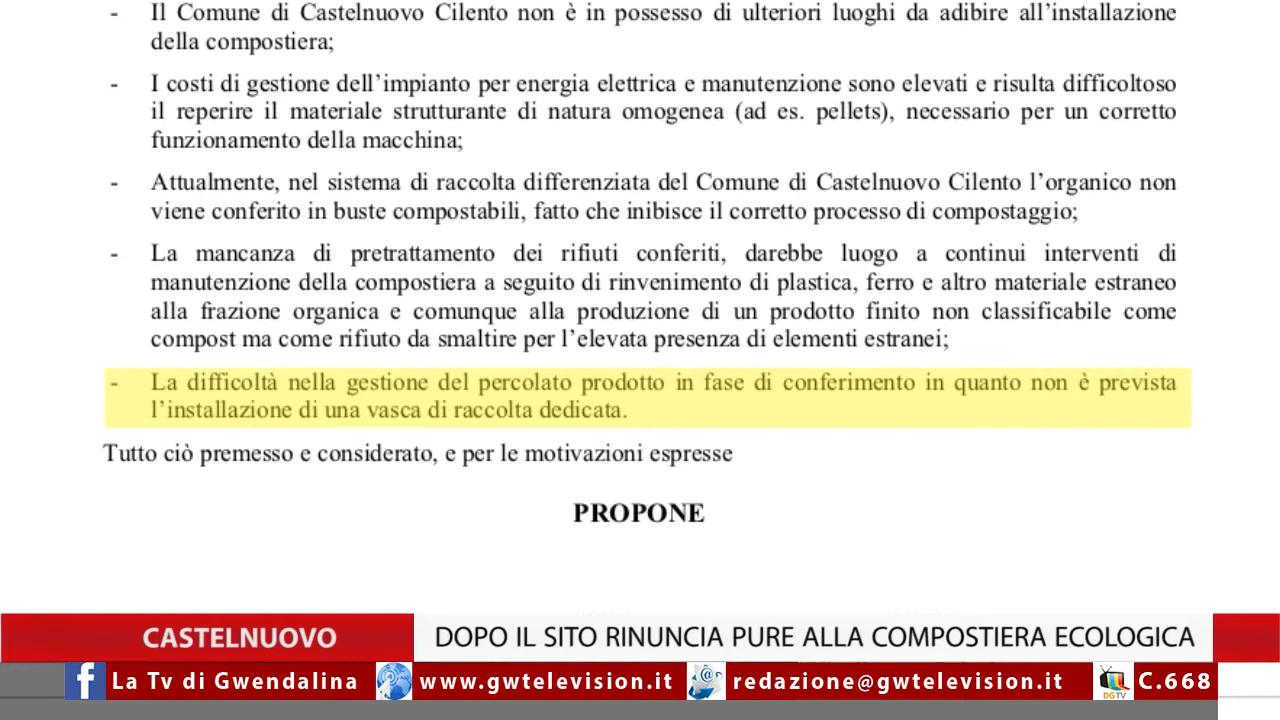 - Il Comune di Castelnuovo Cilento non è in possesso di ulteriori luoghi da adibire all’installazione
della compostiera;
- I costi di gestione dell’impianto per energia elettrica e manutenzione sono elevati e risulta difficoltoso
il reperire il materiale strutturante di natura omogenea (ad es. pellets), necessario per un corretto
funzionamento della macchina;
- Attualmente, nel sistema di raccolta differenziata del Comune di Castelnuovo Cilento l’organico non
viene conferito in buste compostabili, fatto che inibisce il corretto processo di compostaggio;
- La mancanza di pretrattamento dei rifiuti conferiti, darebbe luogo a continui interventi di
manutenzione della compostiera a seguito di rinvenimento di plastica, ferro e altro materiale estraneo
alla frazione organica e comunque alla produzione di un prodotto finito non classificabile come
compost ma come rifiuto da smaltire per l’elevata presenza di elementi estranei;
- La difficoltà nella gestione del percolato prodotto in fase di conferimento in quanto non è prevista
l’installazione di una vasca di raccolta dedicata.
Tutto ciò premesso e considerato, e per le motivazioni espresse
PROPONE
CASTELNUOVO DOPO IL SITO RINUNCIA PURE ALLA COMPOSTIERA ECOLOGICA
f La Tv di Gwendalina www.gwtelevision.it redazione@gwtelevision.it DGTV C.668